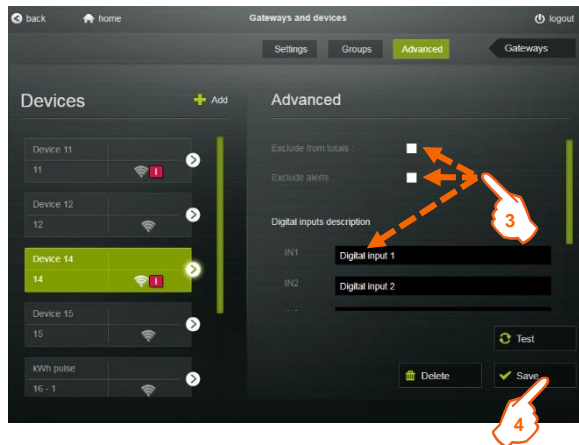 back home Gateways and devices logout
Settings Groups Advanced Gateways
Devices Add
Advanced
Device 11
11 I
Device 12
12
Device 14
14 I
Device 15
15
kWh pulse
16 - 1
Exclude from totals :
Exclude alerts
3
Digital inputs description
IN1 Digital input 1
IN2 Digital input 2
Test
Delete Save
4